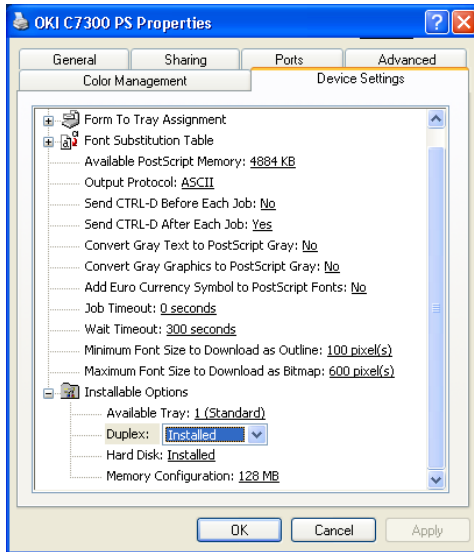 OKI C7300 PS Properties
General Sharing Ports Advanced
Color Management Device Settings
Form To Tray Assignment
Font Substitution Table
Available PostScript Memory: 4884 KB
Output Protocol: ASCII
Send CTRL-D Before Each Job: No
Send CTRL-D After Each Job: Yes
Convert Gray Text to PostScript Gray: No
Convert Gray Graphics to PostScript Gray: No
Add Euro Currency Symbol to PostScript Fonts: No
Job Timeout: 0 seconds
Wait Timeout: 300 seconds
Minimum Font Size to Download as Outline: 100 pixel(s)
Maximum Font Size to Download as Bitmap: 600 pixel(s)
Installable Options
Available Tray: 1 (Standard)
Duplex: Installed
Hard Disk: Installed
Memory Configuration: 128 MB
OK Cancel Apply